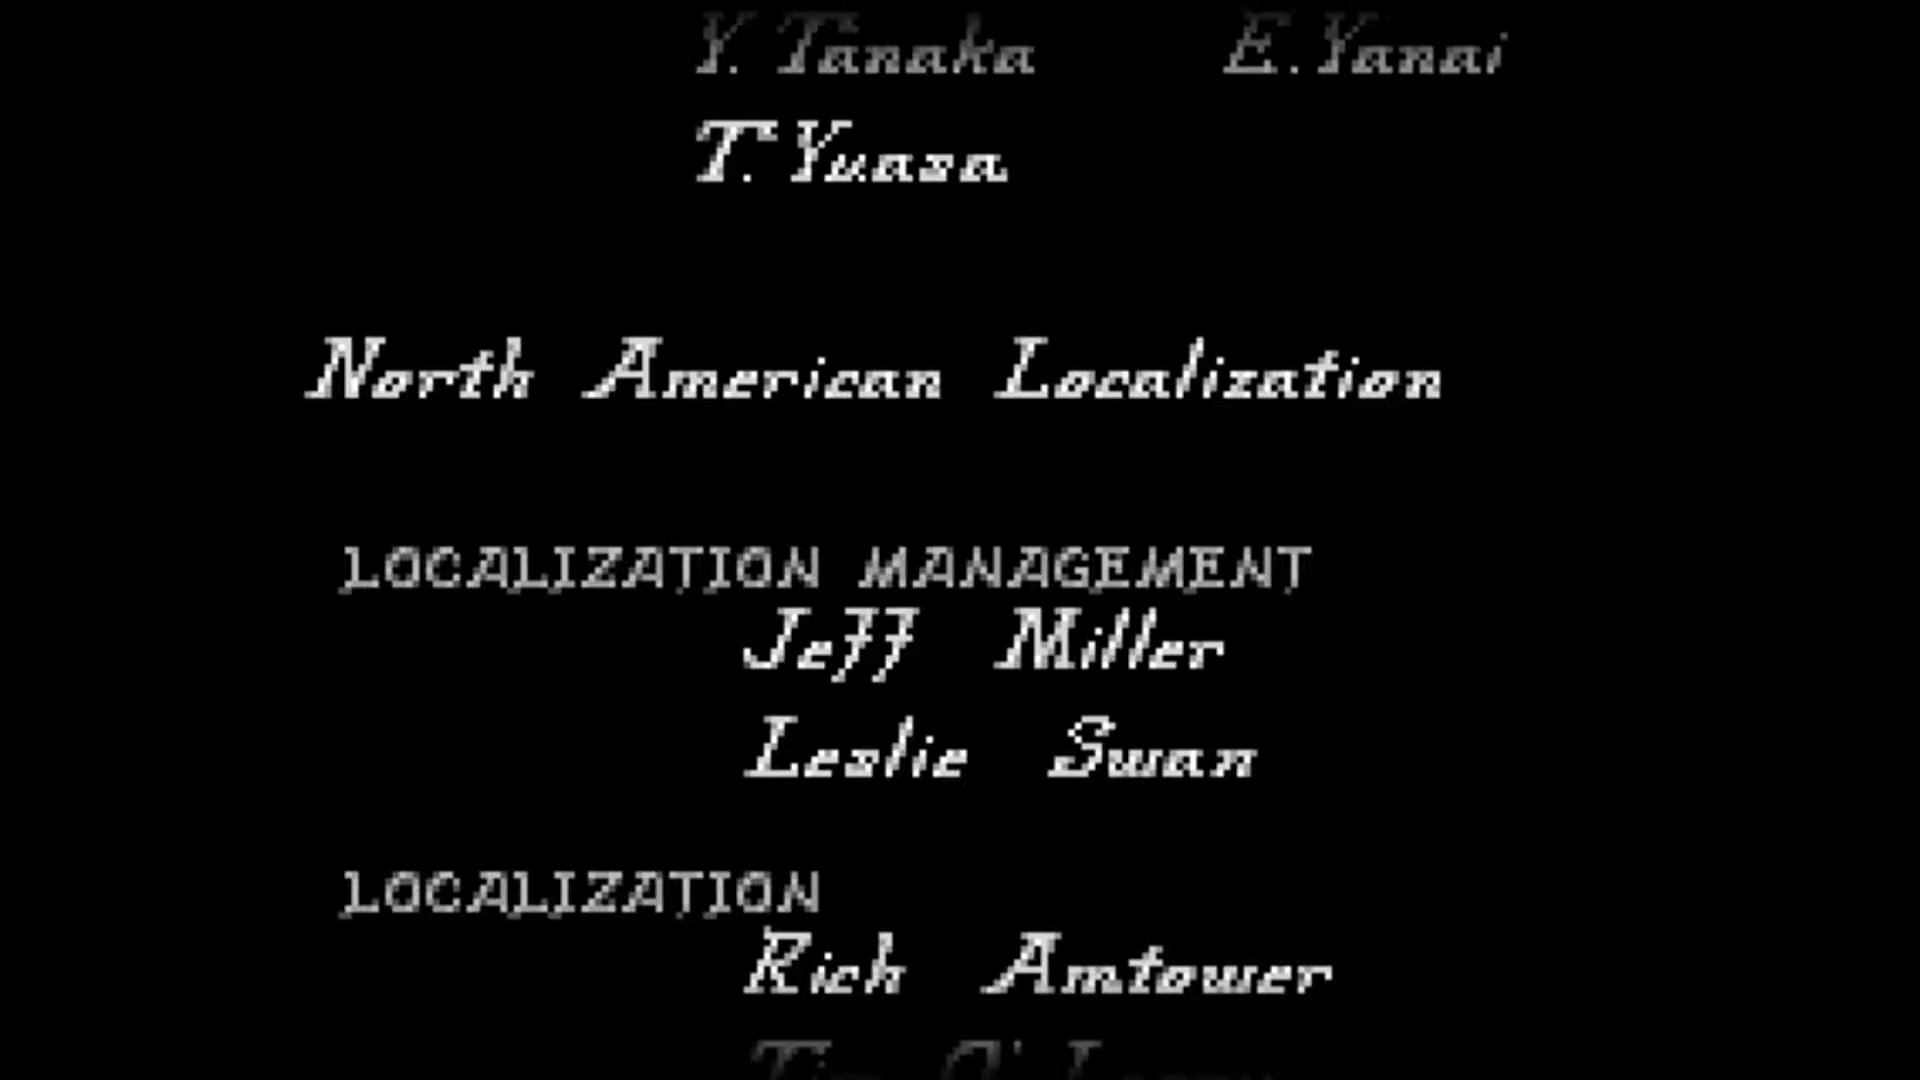 Y. Tanaka E. Yanai
T. Yuasa
North American Localization
LOCALIZATION MANAGEMENT
Jeff Miller
Leslie Swan
LOCALIZATION
Rich Amtower